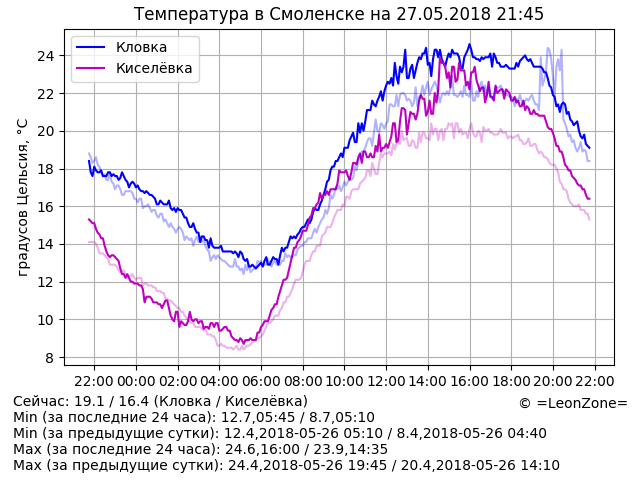 Температура в Смоленске на 27.05.2018 21:45
Кловка
Киселёвка
градусов Цельсия, °C
24
22
20
18
16
14
12
10
8
22:00 00:00 02:00 04:00 06:00 08:00 10:00 12:00 14:00 16:00 18:00 20:00 22:00
Сейчас: 19.1 / 16.4 (Кловка / Киселёвка)
© =LeonZone=
Min (за последние 24 часа): 12.7,05:45 / 8.7,05:10
Min (за предыдущие сутки): 12.4,2018-05-26 05:10 / 8.4,2018-05-26 04:40
Max (за последние 24 часа): 24.6,16:00 / 23.9,14:35
Max (за предыдущие сутки): 24.4,2018-05-26 19:45 / 20.4,2018-05-26 14:10